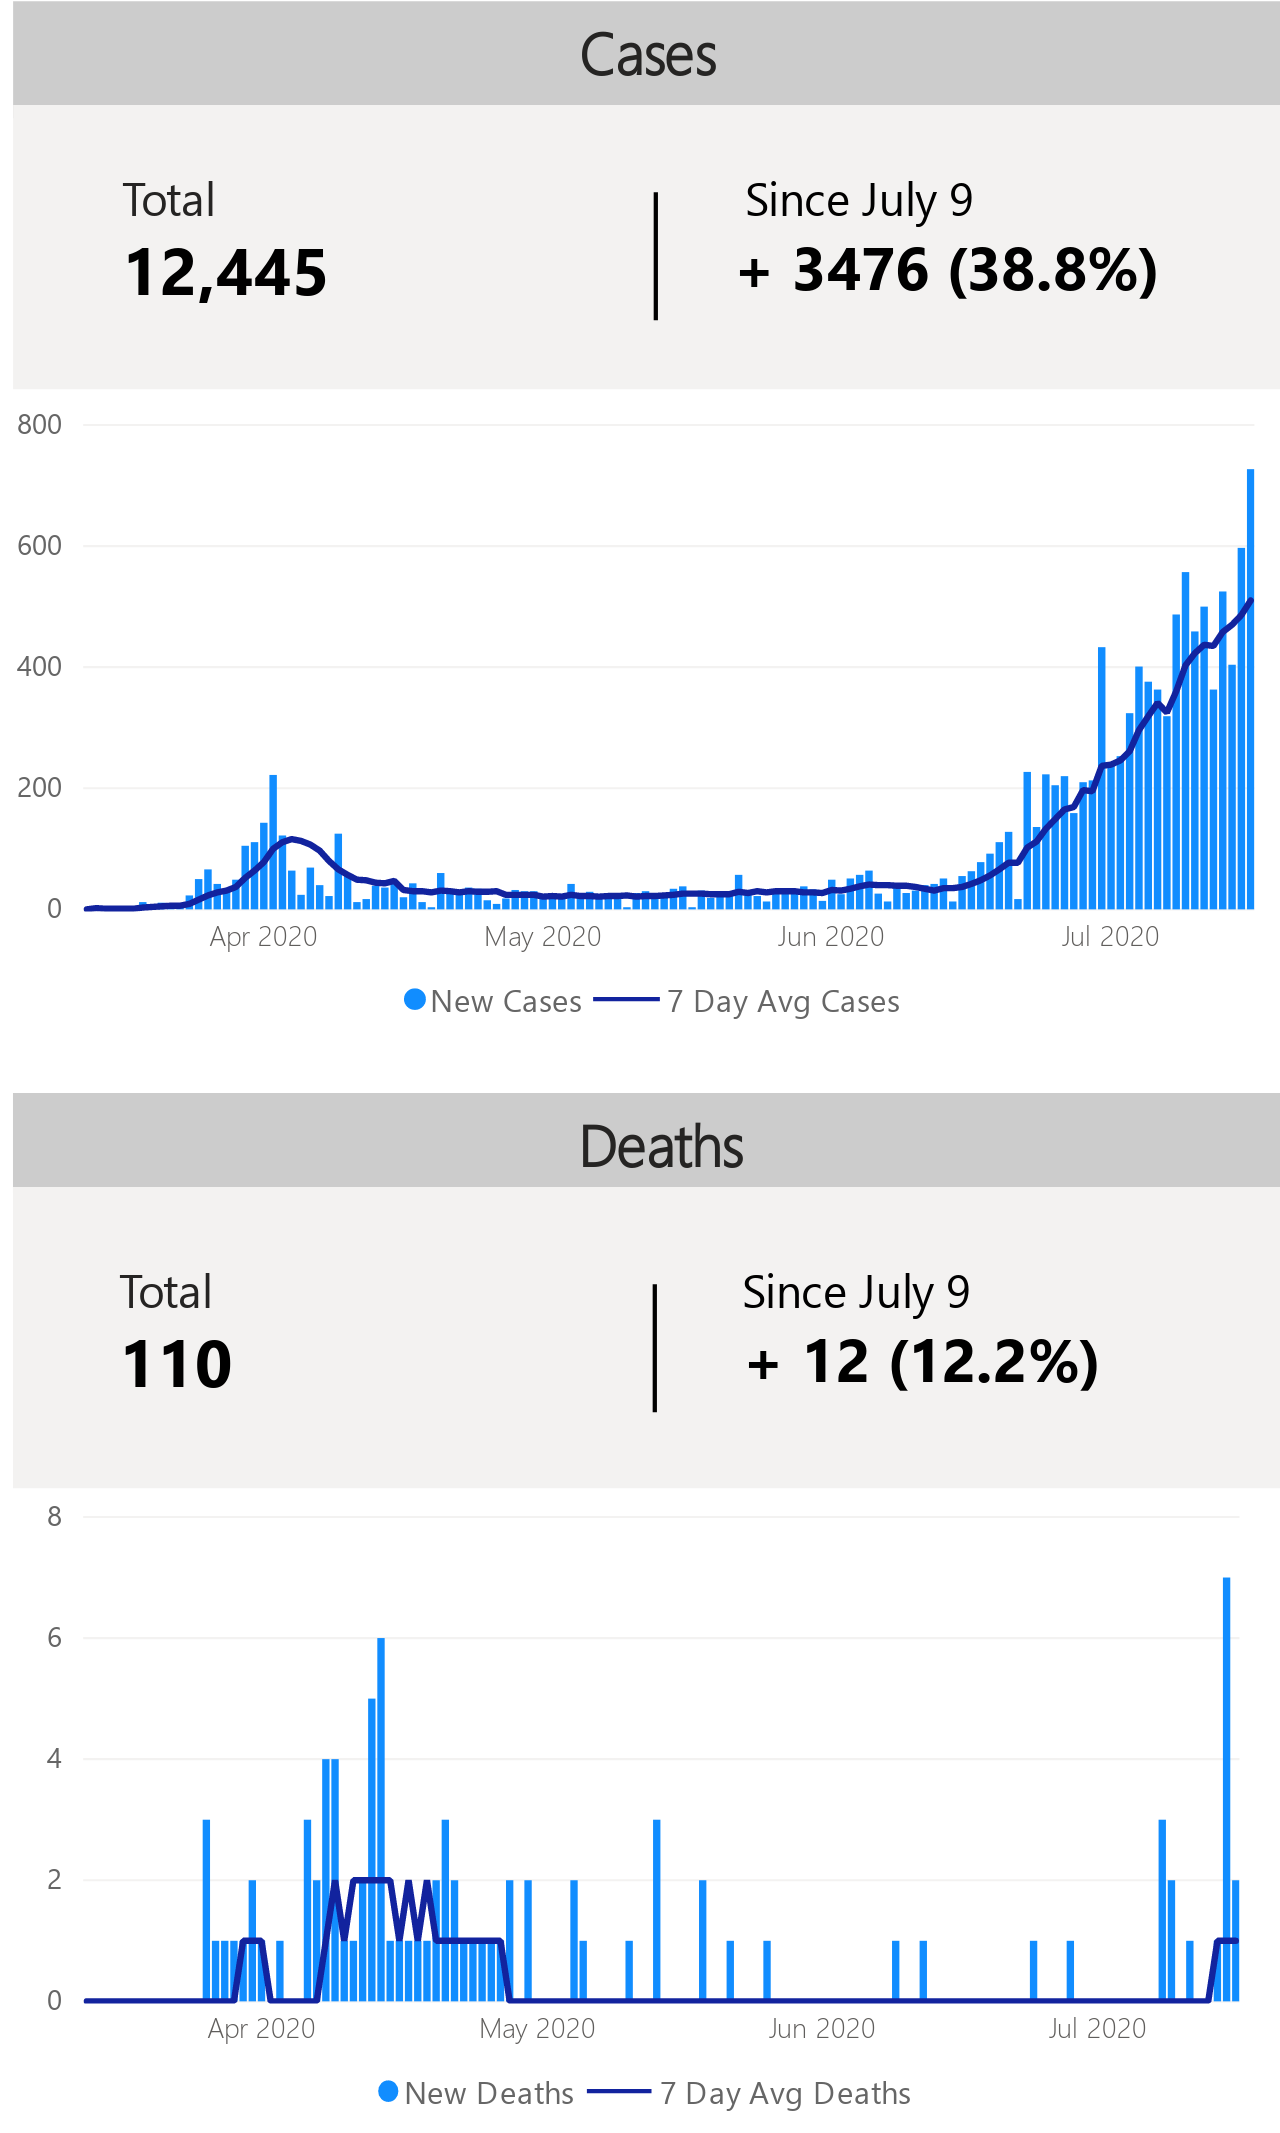 Cases
Total
Since July 9
12,445
+ 3476 (38.8%)
800
600
400
200
0
Apr 2020
May 2020
Jun 2020
Jul 2020
New Cases
7 Day Avg Cases
Deaths
Total
Since July 9
110
+ 12 (12.2%)
8
6
4
2
0
Apr 2020
May 2020
Jun 2020
Jul 2020
New Deaths
7 Day Avg Deaths